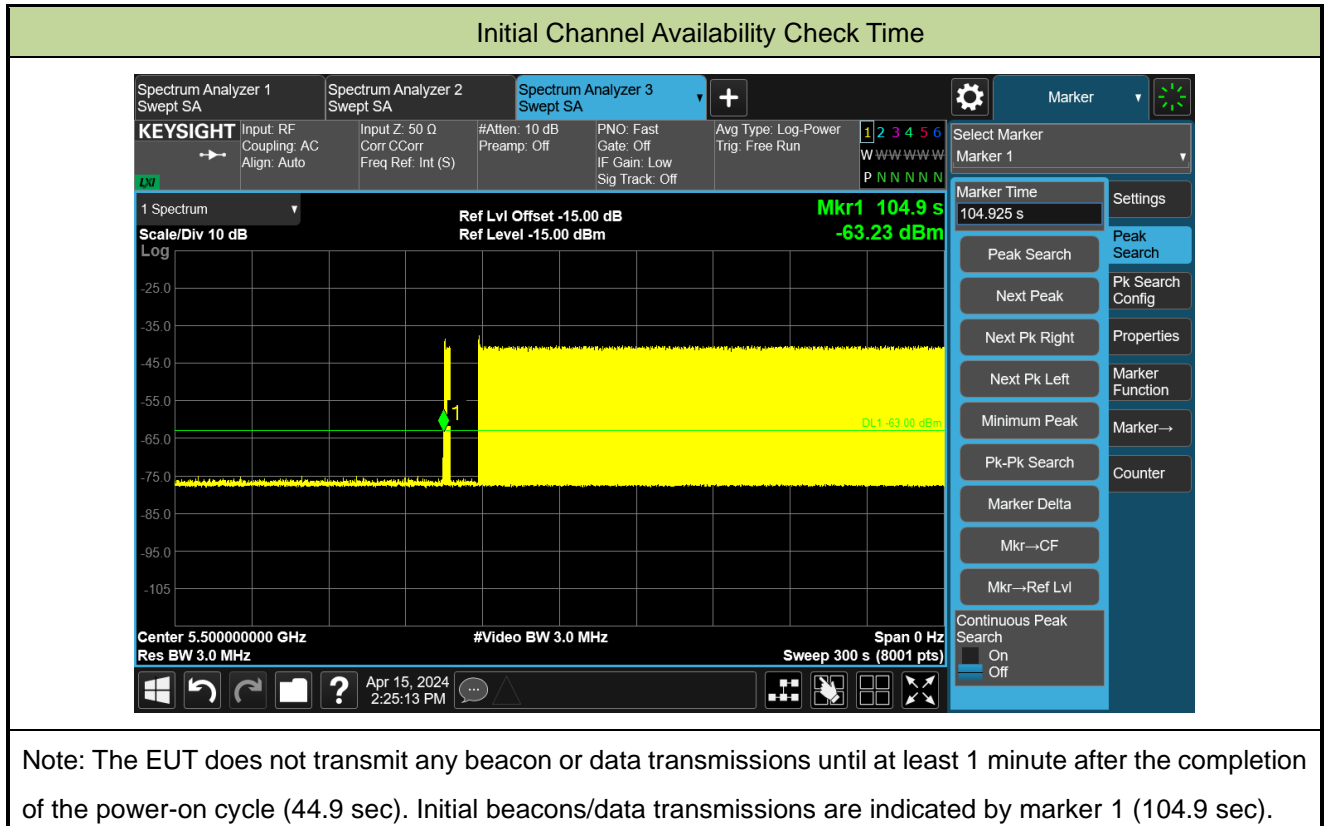 Initial Channel Availability Check Time
Spectrum Analyzer 1
Swept SA
Spectrum Analyzer 2
Swept SA
Spectrum Analyzer 3
Swept SA
Marker
KEYSIGHT
LXI
Input: RF
Coupling: AC
Align: Auto
Input Z: 50 Ω
Corr CCorr
Freq Ref: Int (S)
#Atten: 10 dB
Preamp: Off
PNO: Fast
Gate: Off
IF Gain: Low
Sig Track: Off
Avg Type: Log-Power
Trig: Free Run
1 2 3 4 5 6
W W W W W W
P N N N N N
Select Marker
Marker 1
1 Spectrum
Scale/Div 10 dB
Log
Ref Lvl Offset -15.00 dB
Ref Level -15.00 dBm
Mkr1 104.9 s
-63.23 dBm
-25.0
-35.0
-45.0
-55.0
-65.0
-75.0
-85.0
-95.0
-105
1
DL1 -63.00 dBm
Center 5.500000000 GHz
Res BW 3.0 MHz
#Video BW 3.0 MHz
Span 0 Hz
Sweep 300 s (8001 pts)
Marker Time
104.925 s
Peak Search
Next Peak
Next Pk Right
Next Pk Left
Minimum Peak
Pk-Pk Search
Marker Delta
Mkr→CF
Mkr→Ref Lvl
Continuous Peak
Search
On
Off
Settings
Peak
Search
Pk Search
Config
Properties
Marker
Function
Marker→
Counter
?
Apr 15, 2024
2:25:13 PM
Note: The EUT does not transmit any beacon or data transmissions until at least 1 minute after the completion
of the power-on cycle (44.9 sec). Initial beacons/data transmissions are indicated by marker 1 (104.9 sec).